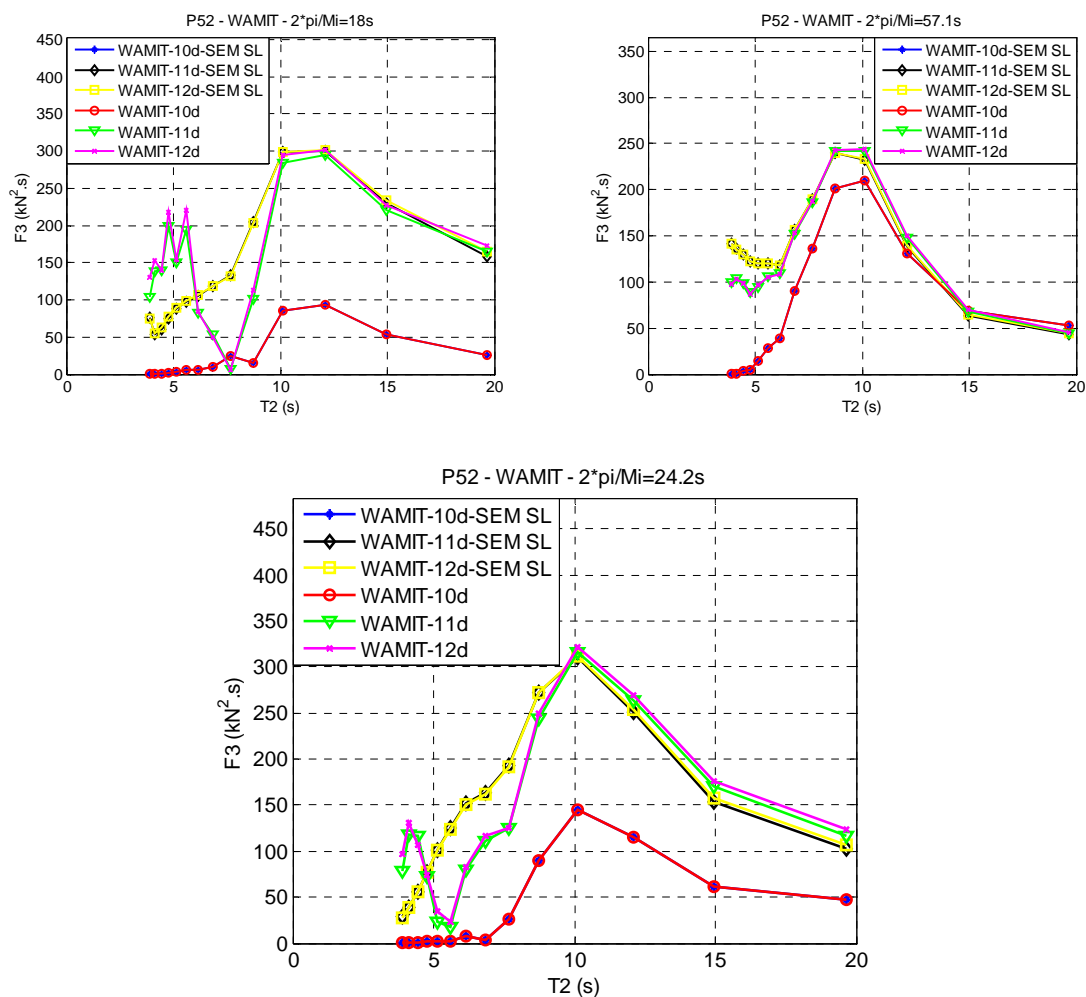 P52 - WAMIT - 2*pi/Mi=18s
450
400
350
300
250
200
150
100
50
0
F3 (kN².s)
WAMIT-10d-SEM SL
WAMIT-11d-SEM SL
WAMIT-12d-SEM SL
WAMIT-10d
WAMIT-11d
WAMIT-12d
0 5 10 15 20
T2 (s)
P52 - WAMIT - 2*pi/Mi=57.1s
350
300
250
200
150
100
50
0
F3 (kN².s)
WAMIT-10d-SEM SL
WAMIT-11d-SEM SL
WAMIT-12d-SEM SL
WAMIT-10d
WAMIT-11d
WAMIT-12d
0 5 10 15 20
T2 (s)
P52 - WAMIT - 2*pi/Mi=24.2s
450
400
350
300
250
200
150
100
50
0
F3 (kN².s)
WAMIT-10d-SEM SL
WAMIT-11d-SEM SL
WAMIT-12d-SEM SL
WAMIT-10d
WAMIT-11d
WAMIT-12d
0 5 10 15 20
T2 (s)